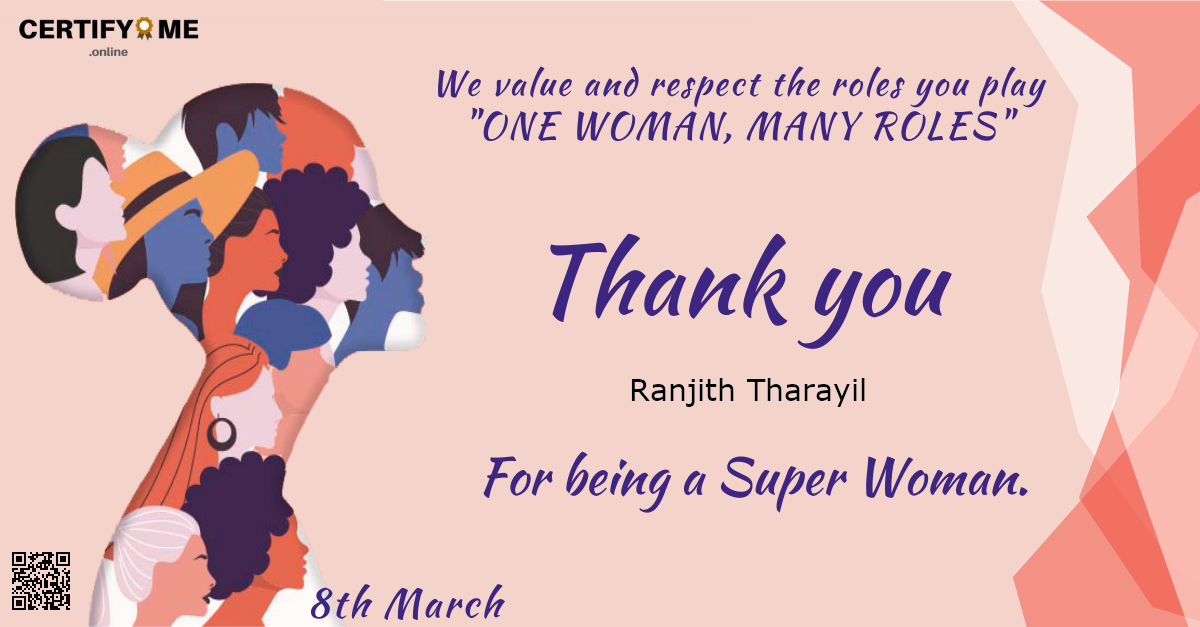 CERTIFY ME
.online
We value and respect the roles you play
"ONE WOMAN, MANY ROLES"
Thank you
Ranjith Tharayil
For being a Super Woman.
8th March